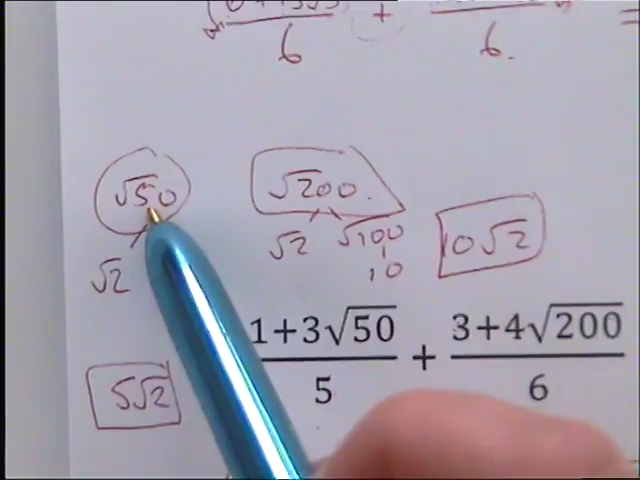 6 + 6.
√50 √200.
√2 √100
10
10√2
5√2
1+3√50 / 5 + 3+4√200 / 6